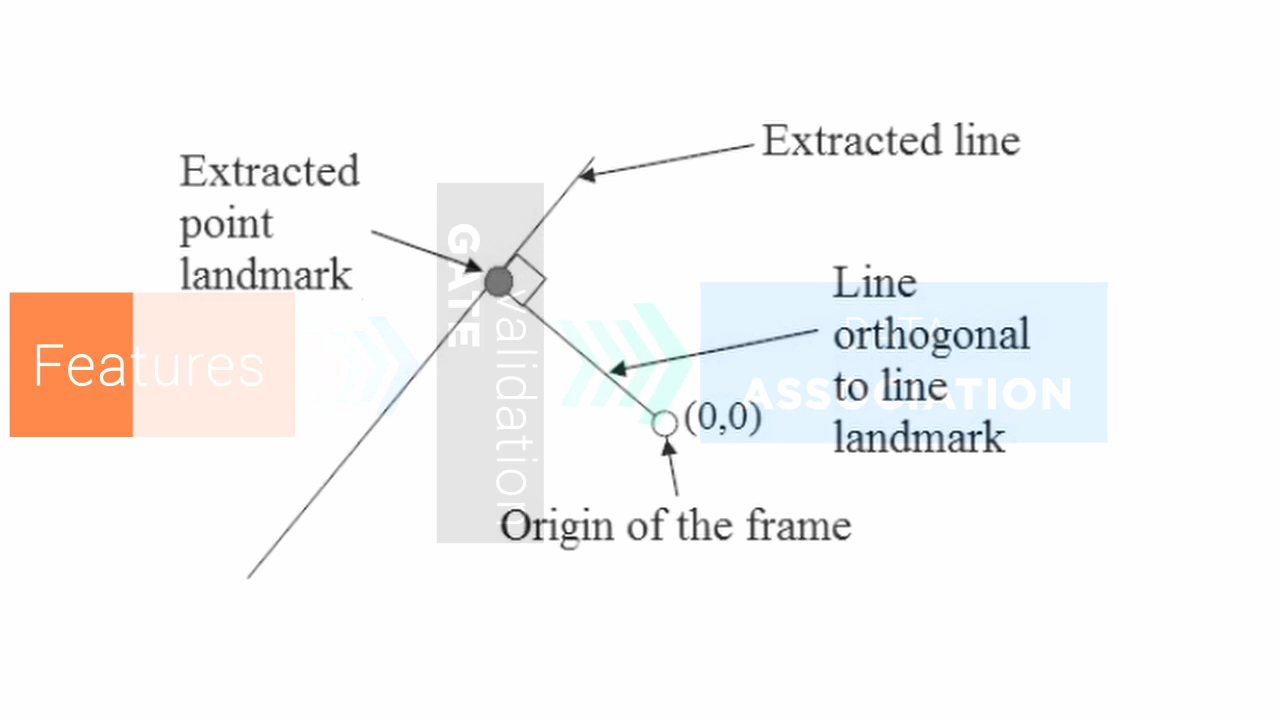 Extracted line
Extracted
point
landmark
GATE
validation
Features
Line
orthogonal
to line
landmark
DATA
ASSOCIATION
(0,0)
Origin of the frame